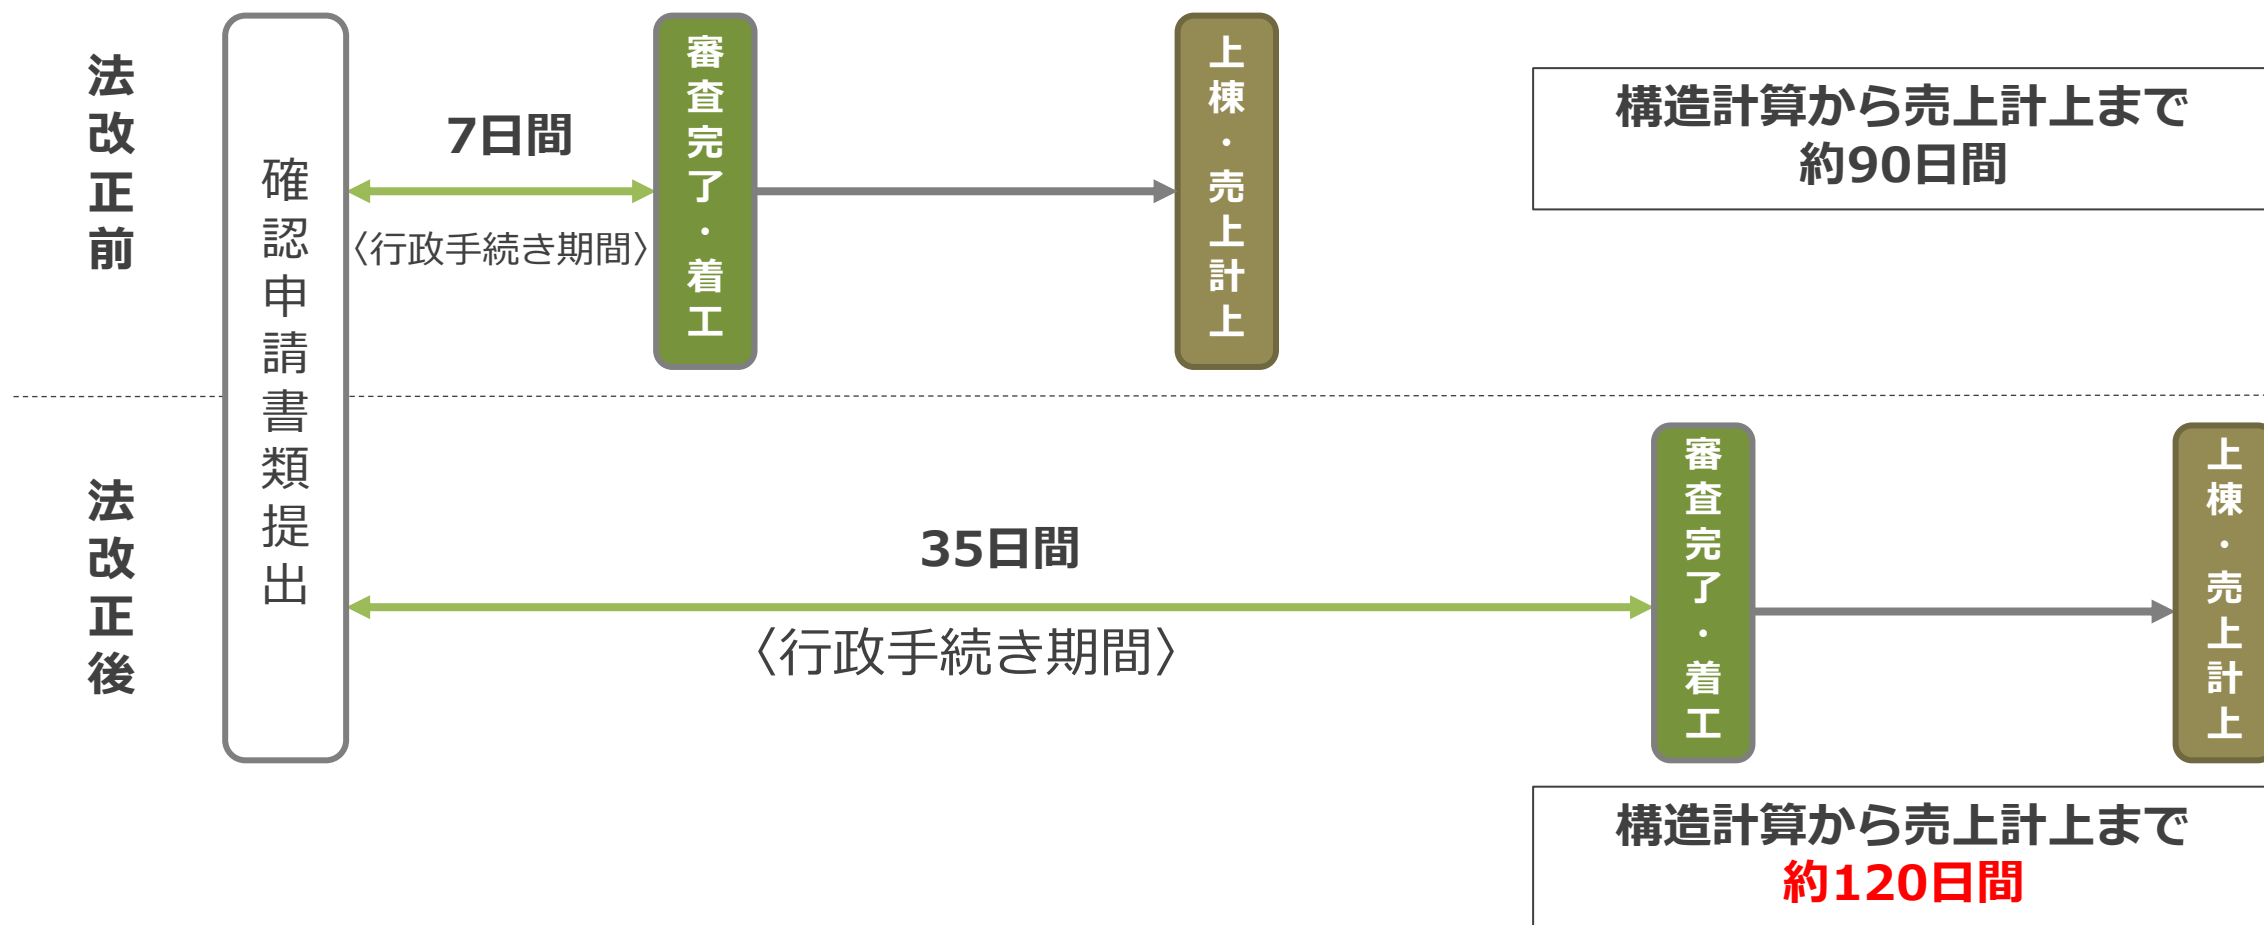 法改正前
確認申請書類提出
7日間
〈行政手続き期間〉
審査完了・着工
上棟・売上計上
構造計算から売上計上まで
約90日間
法改正後
35日間
〈行政手続き期間〉
審査完了・着工
上棟・売上計上
構造計算から売上計上まで
約120日間